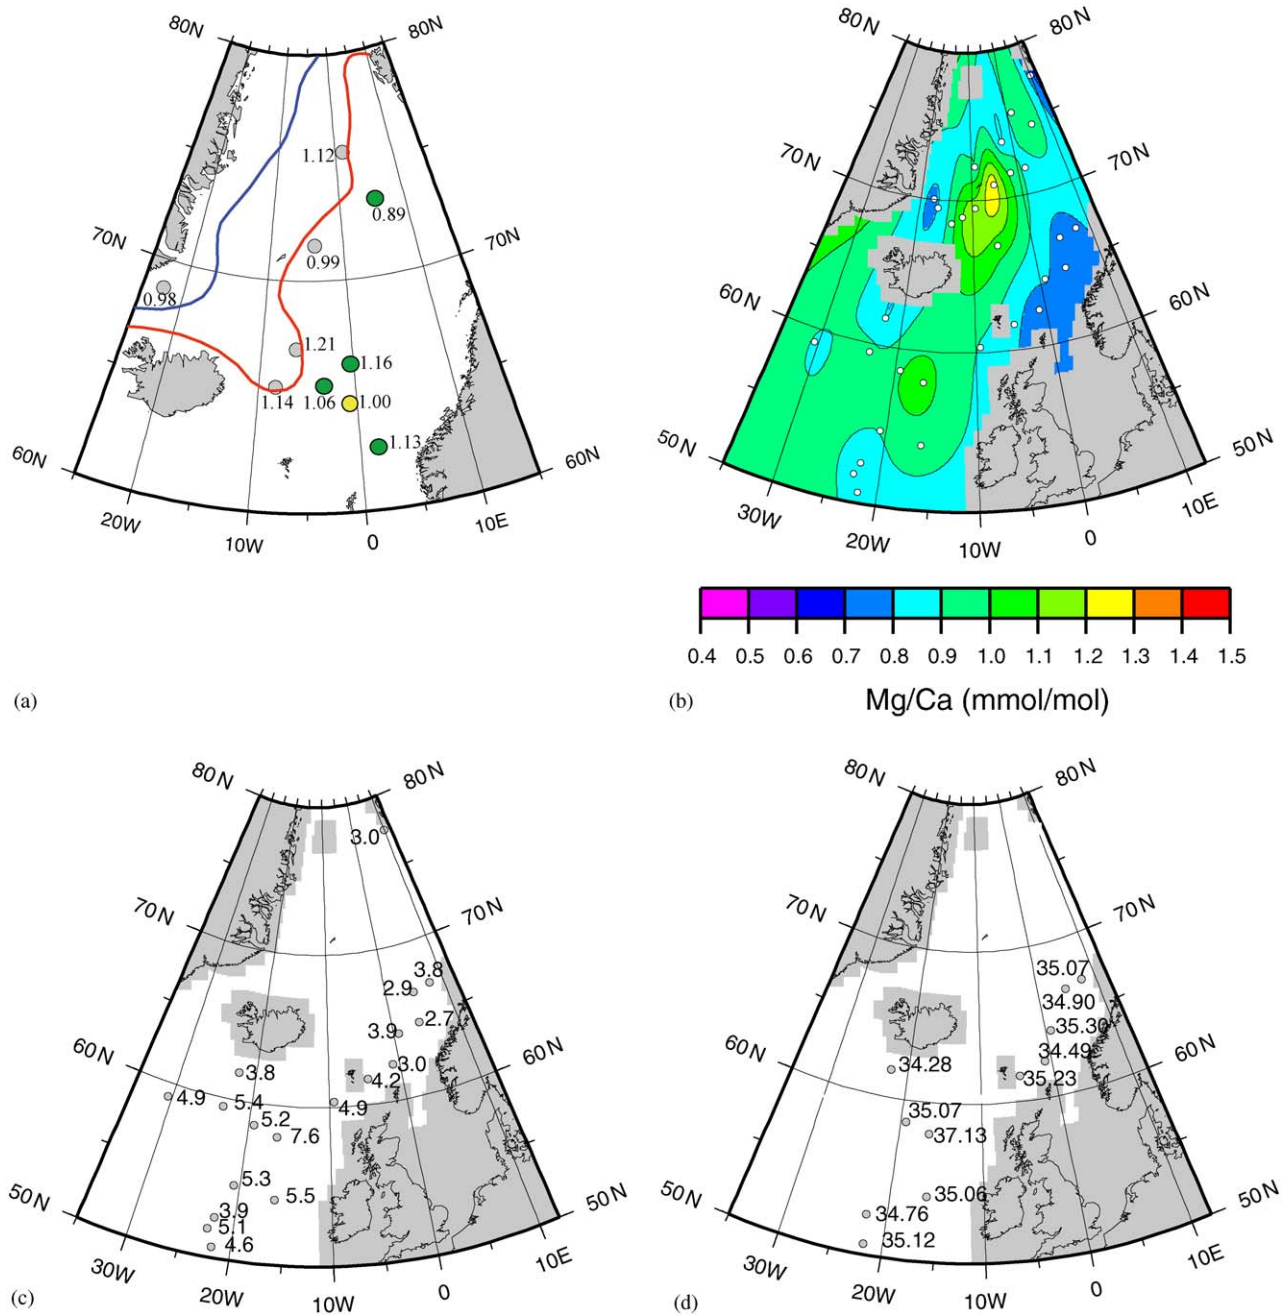 80N
80N
70N
70N
60N
60N
20W
10W
0
10E
1.12
0.89
0.99
0.98
1.21
1.16
1.14
1.06
1.00
1.13
(a)
80N
80N
70N
70N
60N
60N
50N
50N
30W
20W
10W
0
0.4 0.5 0.6 0.7 0.8 0.9 1.0 1.1 1.2 1.3 1.4 1.5
Mg/Ca (mmol/mol)
(b)
80N
80N
70N
70N
60N
60N
50N
50N
30W
20W
10W
0
10E
3.0
3.8
2.9
2.7
3.9
3.0
4.2
3.8
4.9
5.4
4.9
5.2
7.6
5.3
5.5
3.9
5.1
4.6
(c)
80N
80N
70N
70N
60N
60N
50N
50N
30W
20W
10W
0
10E
35.07
34.90
35.30
34.49
35.23
34.28
35.07
37.13
35.06
34.76
35.12
(d)